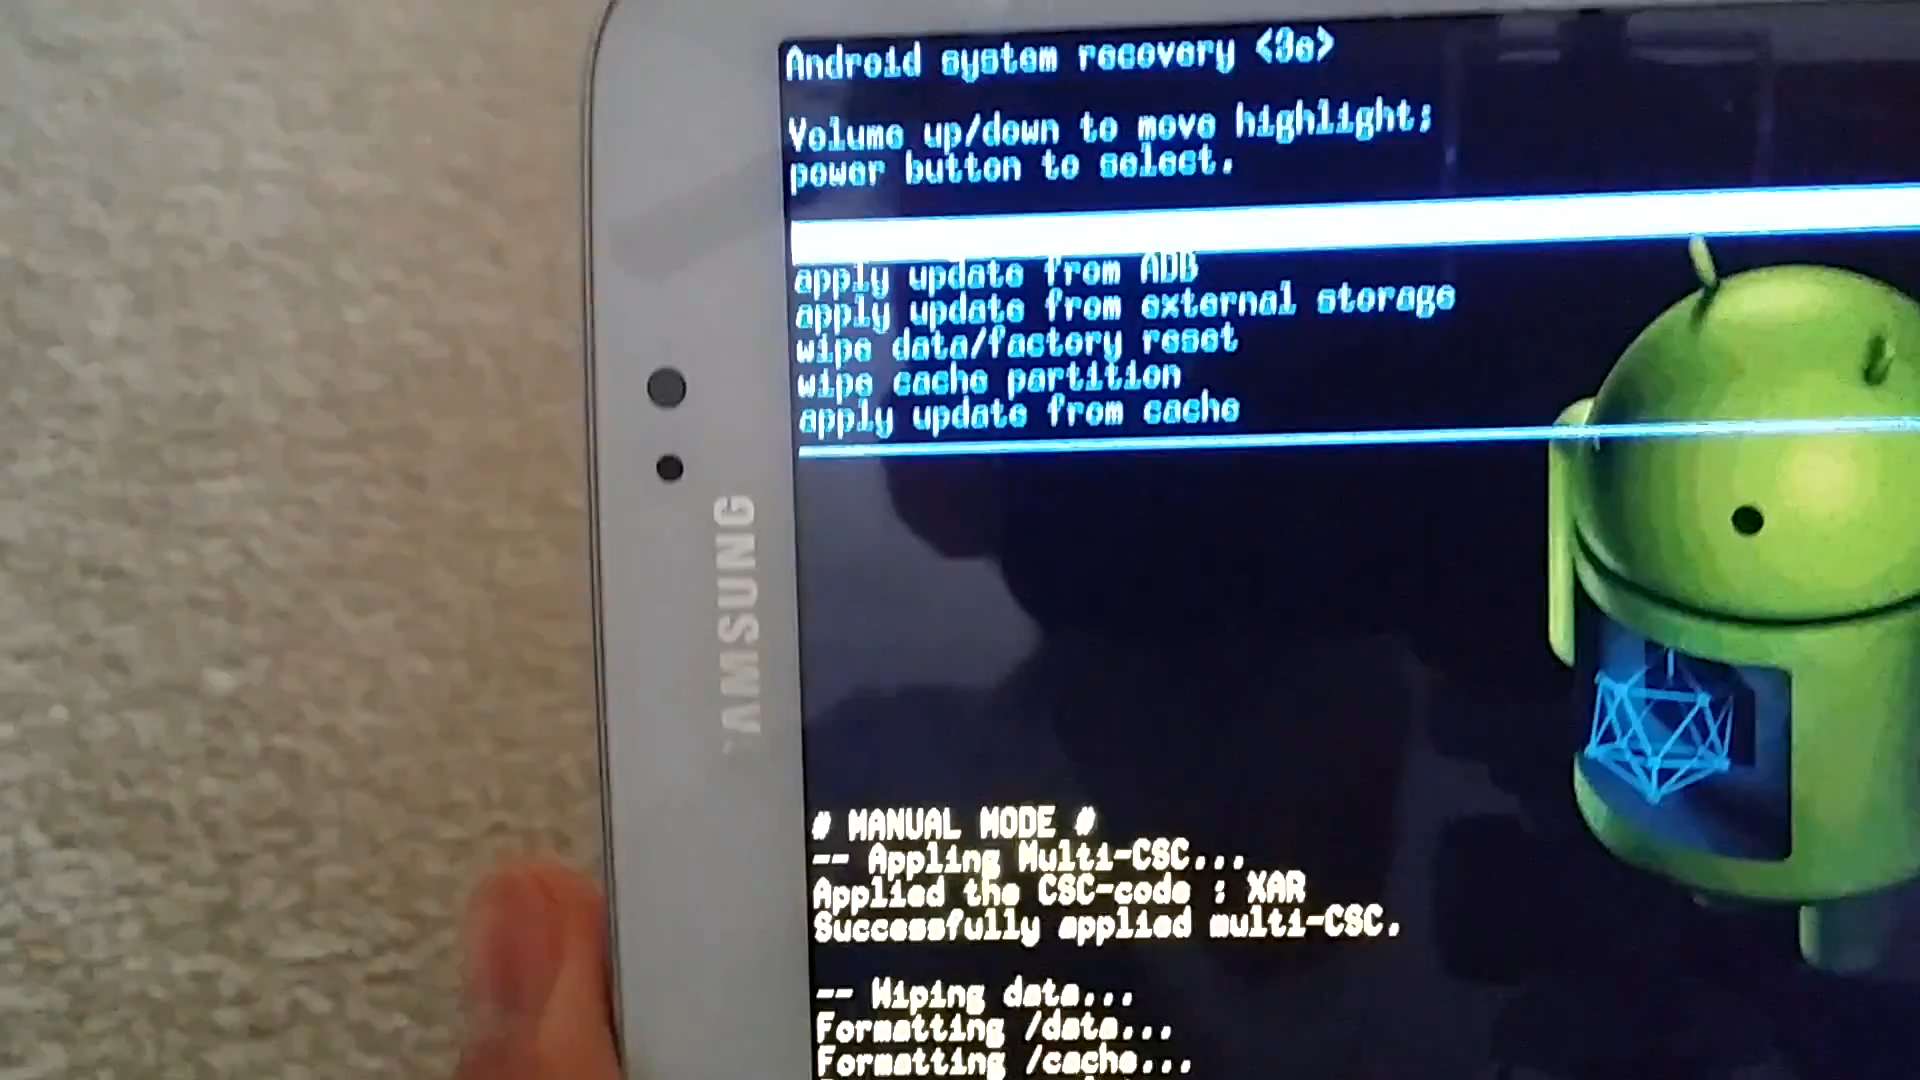 Android system recovery <3e>
Volume up/down to move highlight;
power button to select.
apply update from ADB
apply update from external storage
wipe data/factory reset
wipe cache partition
apply update from cache
SAMSUNG
# MANUAL MODE #
-- Appling Multi-CSC...
Applied the CSC-code : XAR
Successfully applied multi-CSC.
-- Wiping data...
Formatting /data...
Formatting /cache...